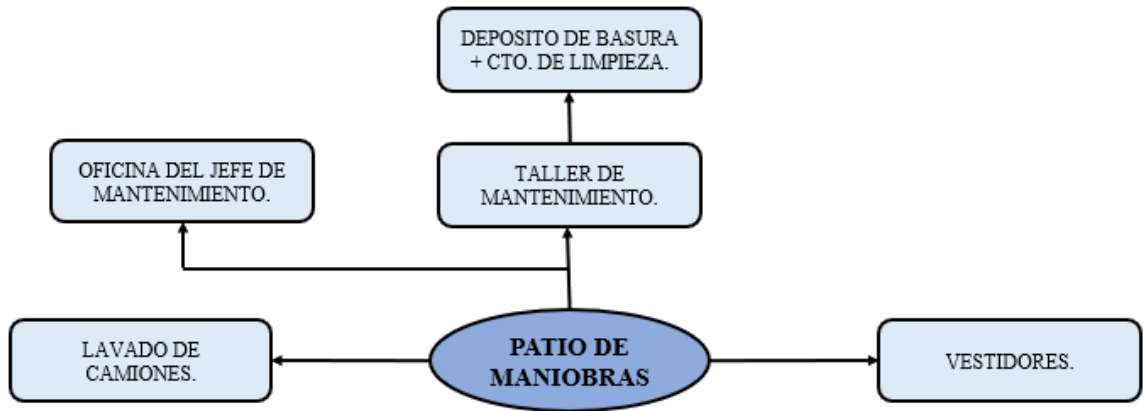 DEPOSITO DE BASURA
+ CTO. DE LIMPIEZA.
OFICINA DEL JEFE DE
MANTENIMIENTO.
TALLER DE
MANTENIMIENTO.
LAVADO DE
CAMIONES.
PATIO DE
MANIOBRAS
VESTIDORES.